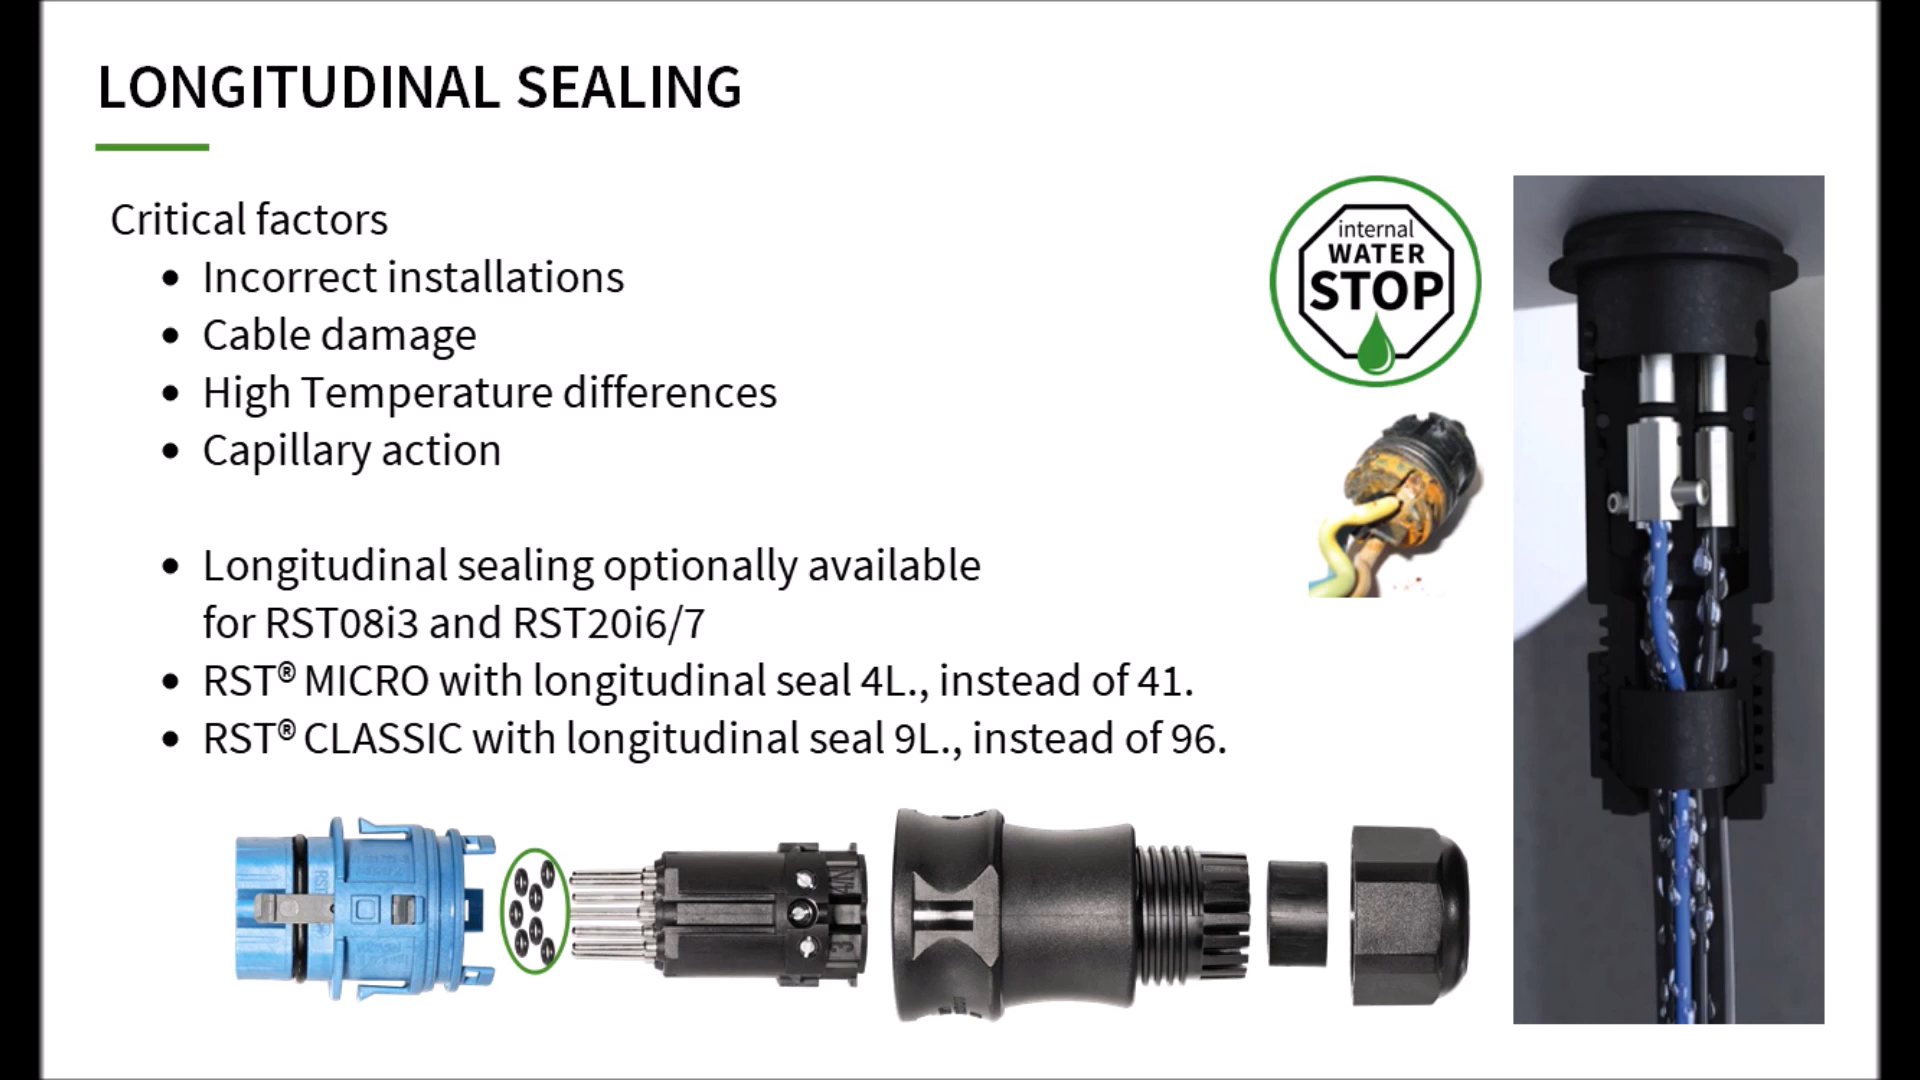 LONGITUDINAL SEALING
Critical factors
• Incorrect installations
• Cable damage
• High Temperature differences
• Capillary action
• Longitudinal sealing optionally available
for RST08i3 and RST20i6/7
• RST® MICRO with longitudinal seal 4L., instead of 41.
• RST® CLASSIC with longitudinal seal 9L., instead of 96.
internal
WATER
STOP